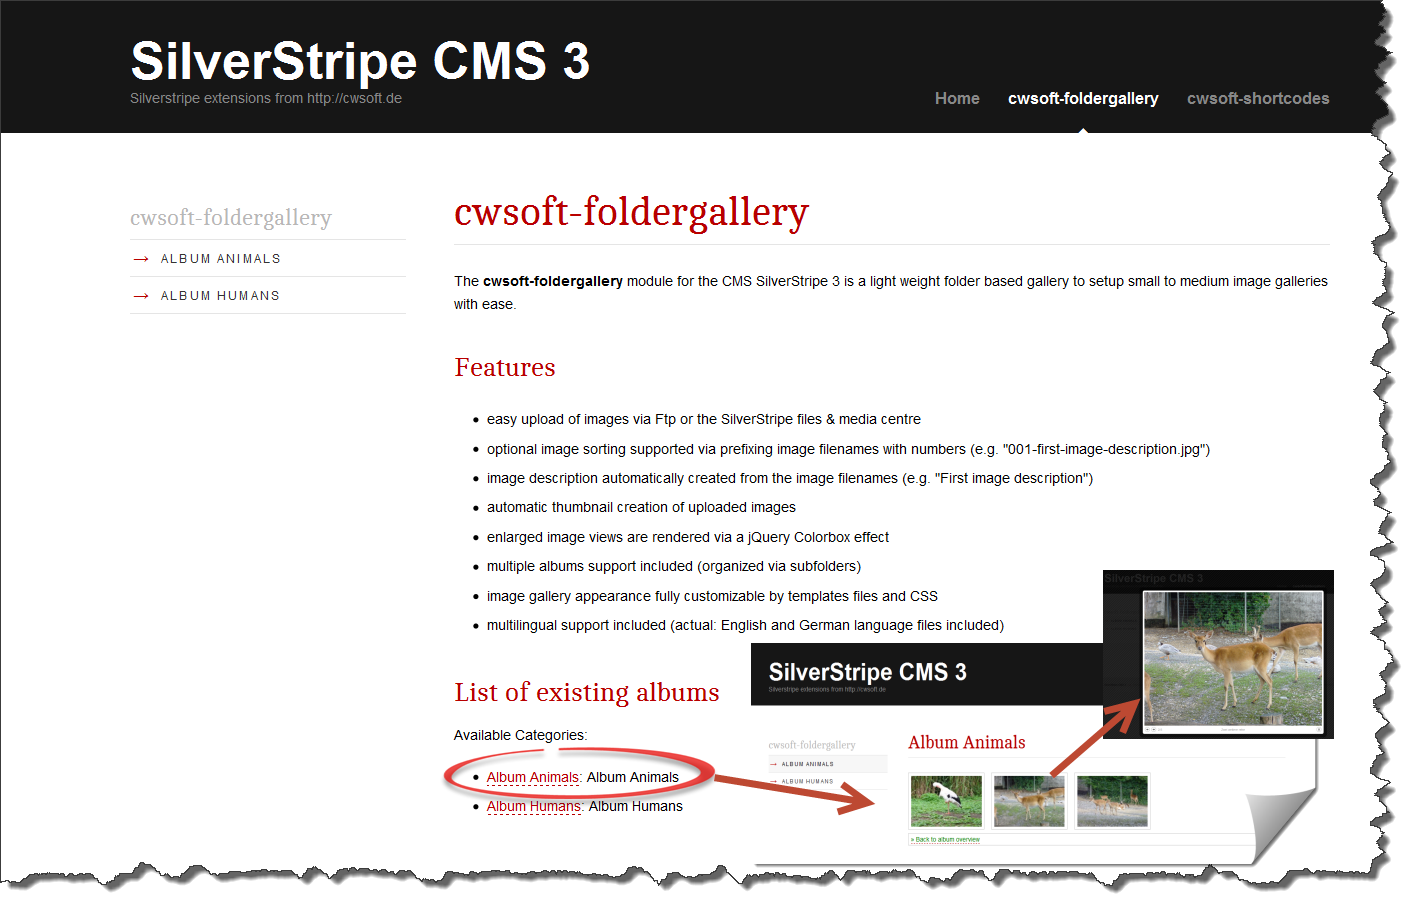 SilverStripe CMS 3
Silverstripe extensions from http://cwsoft.de
Home
cwsoft-foldergallery
cwsoft-shortcodes
cwsoft-foldergallery
→ ALBUM ANIMALS
→ ALBUM HUMANS
cwsoft-foldergallery
The cwsoft-foldergallery module for the CMS SilverStripe 3 is a light weight folder based gallery to setup small to medium image galleries
with ease.
Features
• easy upload of images via Ftp or the SilverStripe files & media centre
• optional image sorting supported via prefixing image filenames with numbers (e.g. "001-first-image-description.jpg")
• image description automatically created from the image filenames (e.g. "First image description")
• automatic thumbnail creation of uploaded images
• enlarged image views are rendered via a jQuery Colorbox effect
• multiple albums support included (organized via subfolders)
• image gallery appearance fully customizable by templates files and CSS
• multilingual support included (actual: English and German language files included)
List of existing albums
Available Categories:
• Album Animals: Album Animals
• Album Humans: Album Humans
SilverStripe CMS 3
Silverstripe extensions from http://cwsoft.de
cwsoft-foldergallery
→ ALBUM ANIMALS
→ ALBUM HUMANS
Album Animals
» Back to album overview
SilverStripe CMS 3